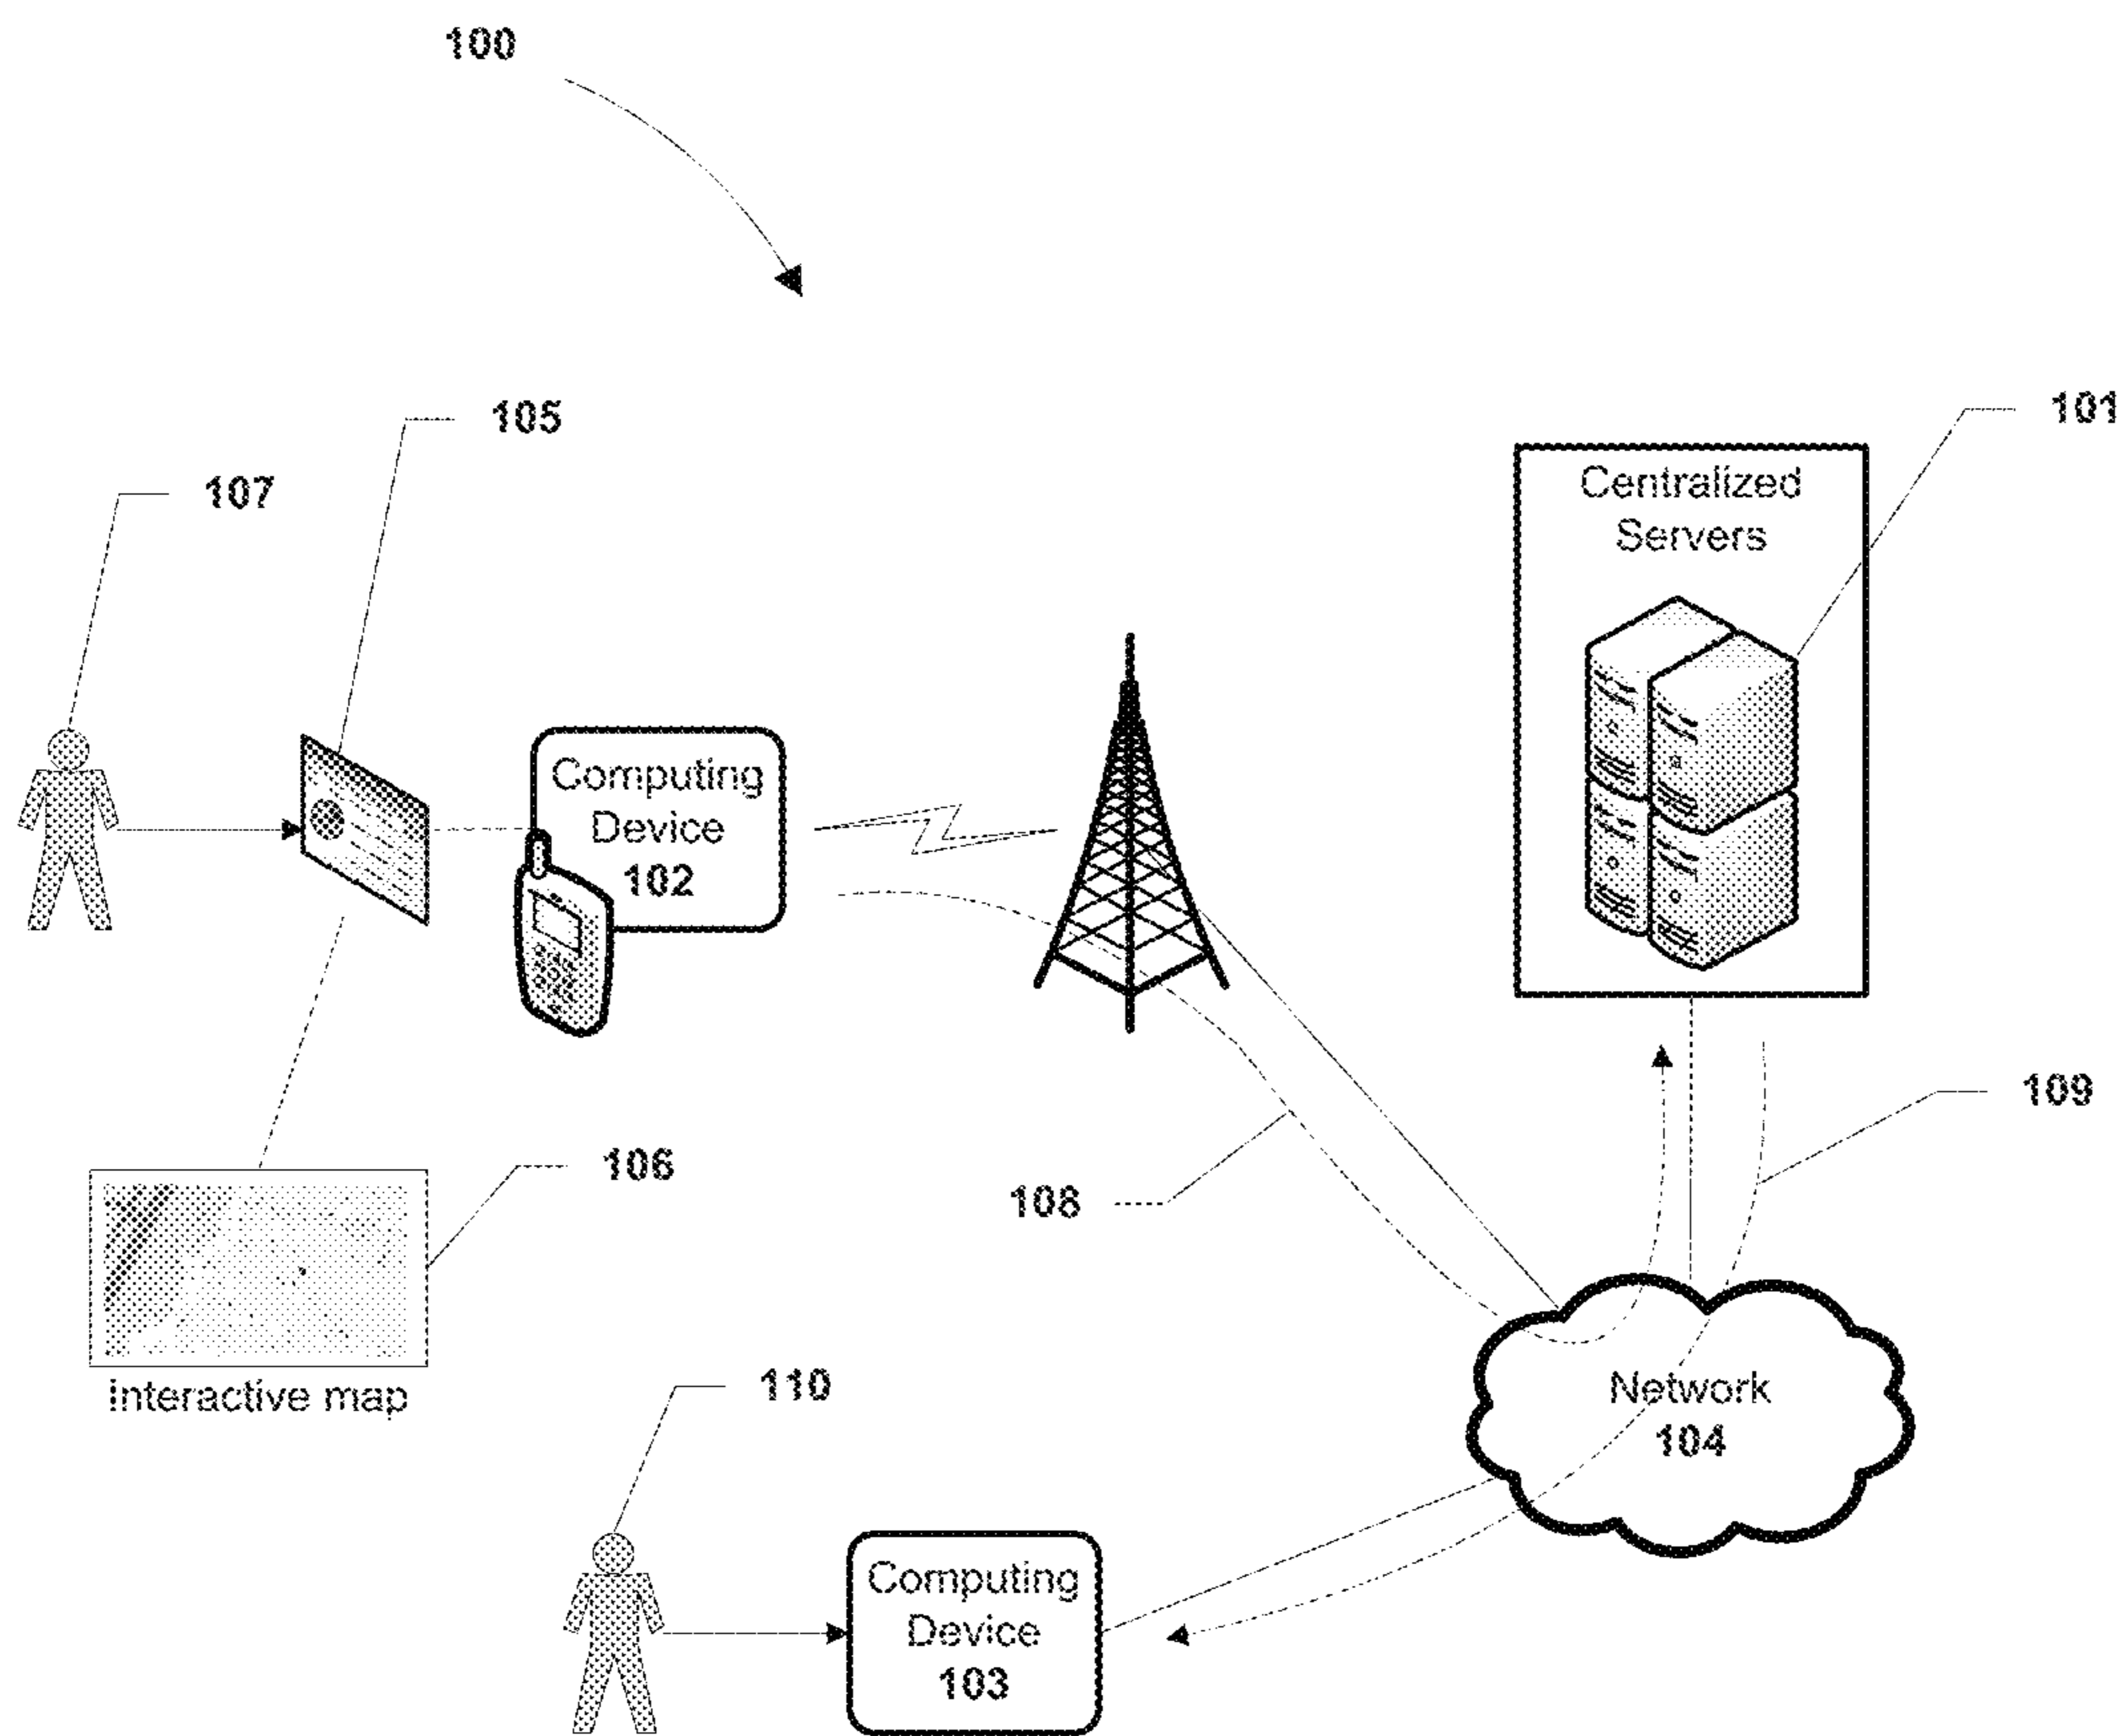 100
105
101
107
Centralized
Servers
Computing
Device
102
109
106
108
interactive map
110
Network
104
Computing
Device
103